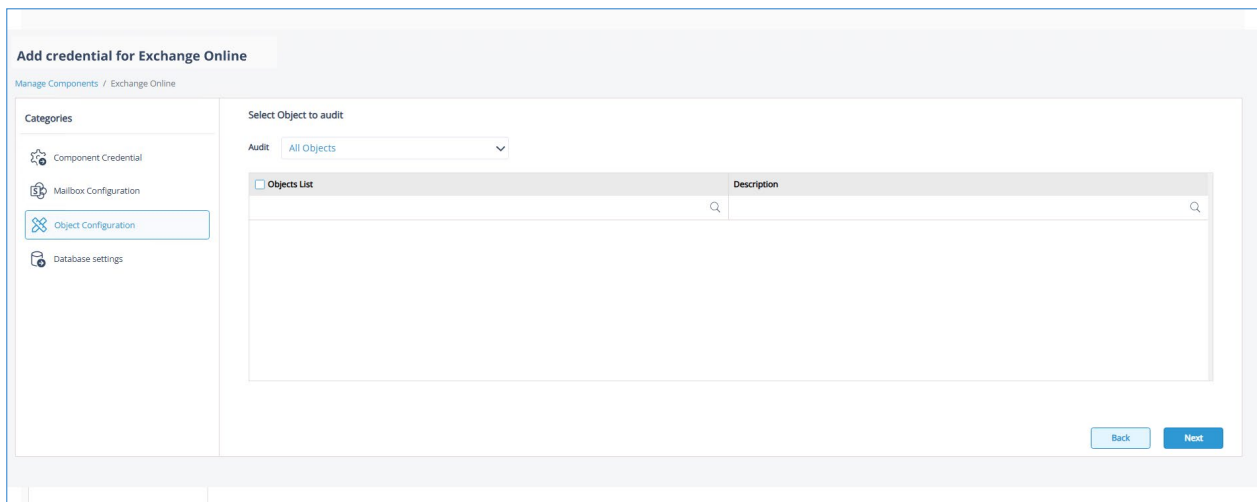 Add credential for Exchange Online
Manage Components / Exchange Online
Categories
Component Credential
Mailbox Configuration
Object Configuration
Database settings
Select Object to audit
Audit All Objects
Objects List Description
Back Next